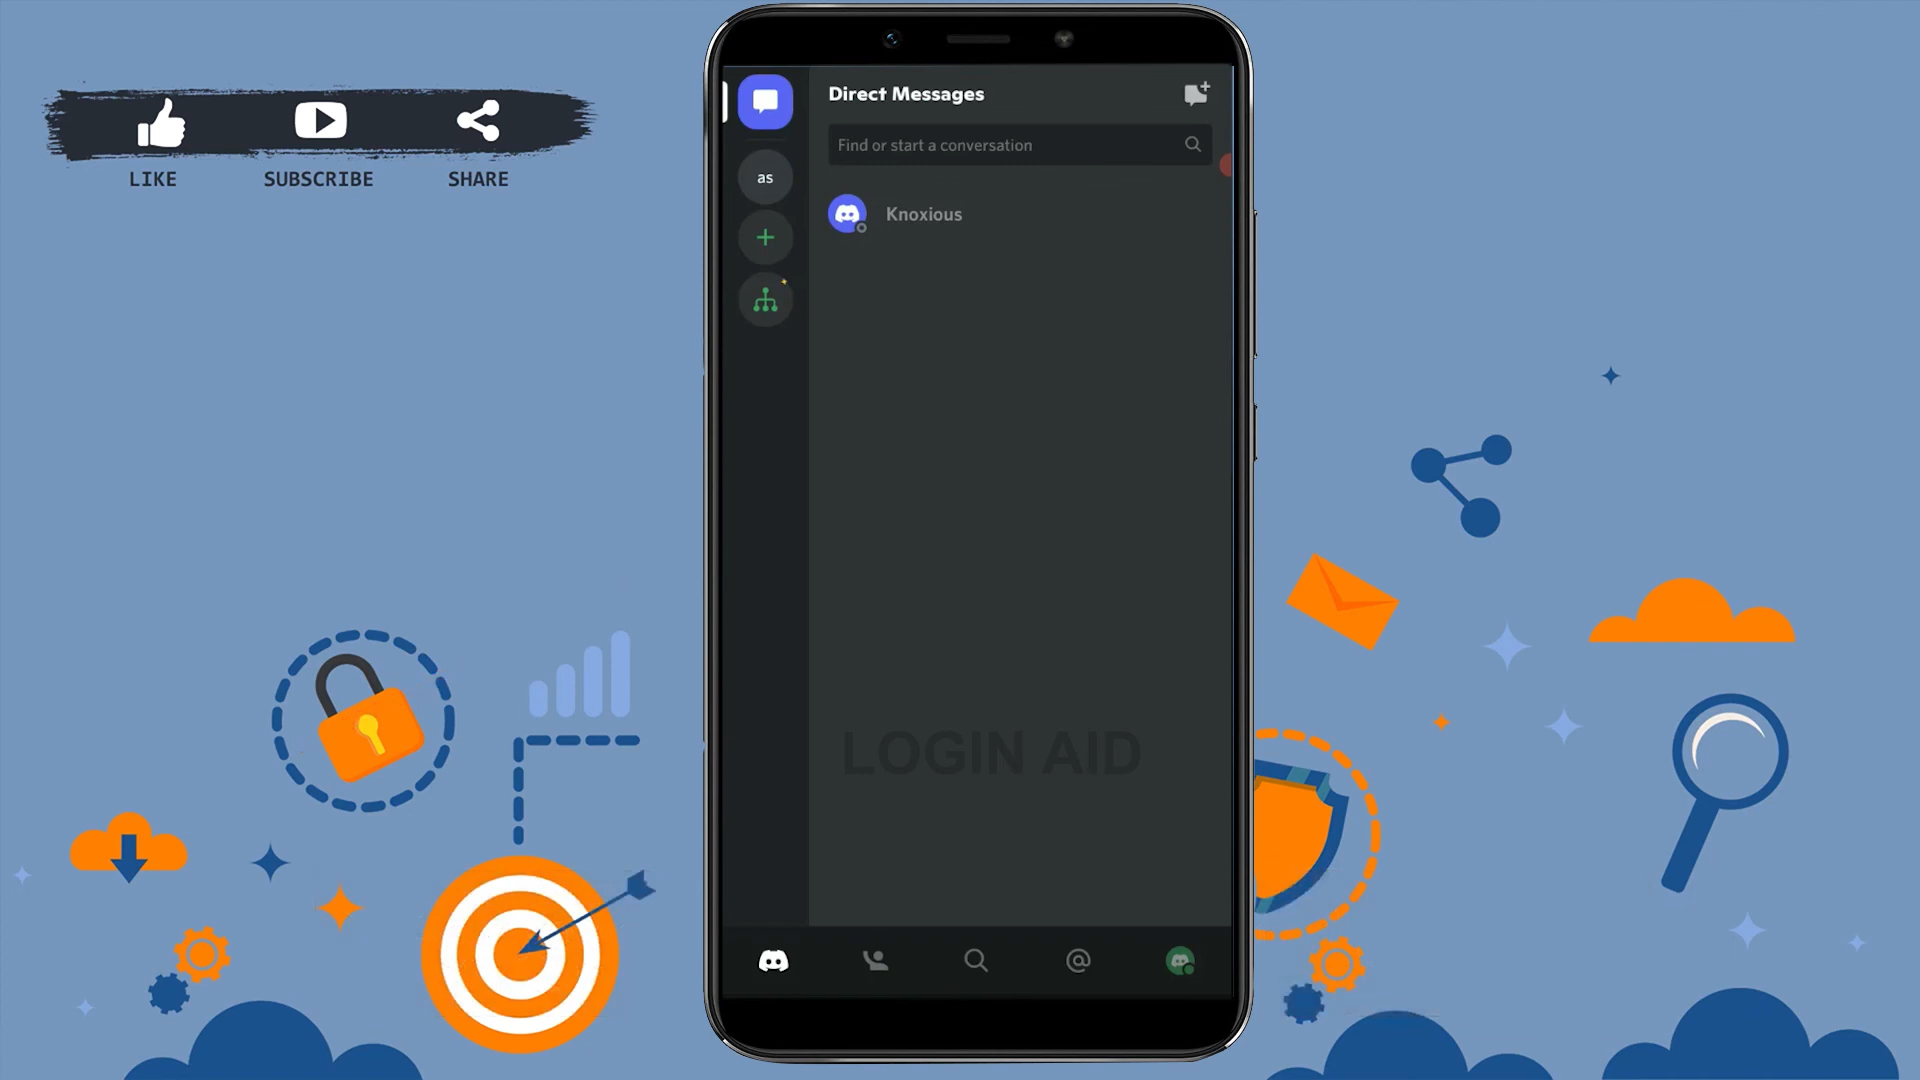 LIKE
SUBSCRIBE
SHARE
Direct Messages
Find or start a conversation
as
Knoxious
LOGIN AID